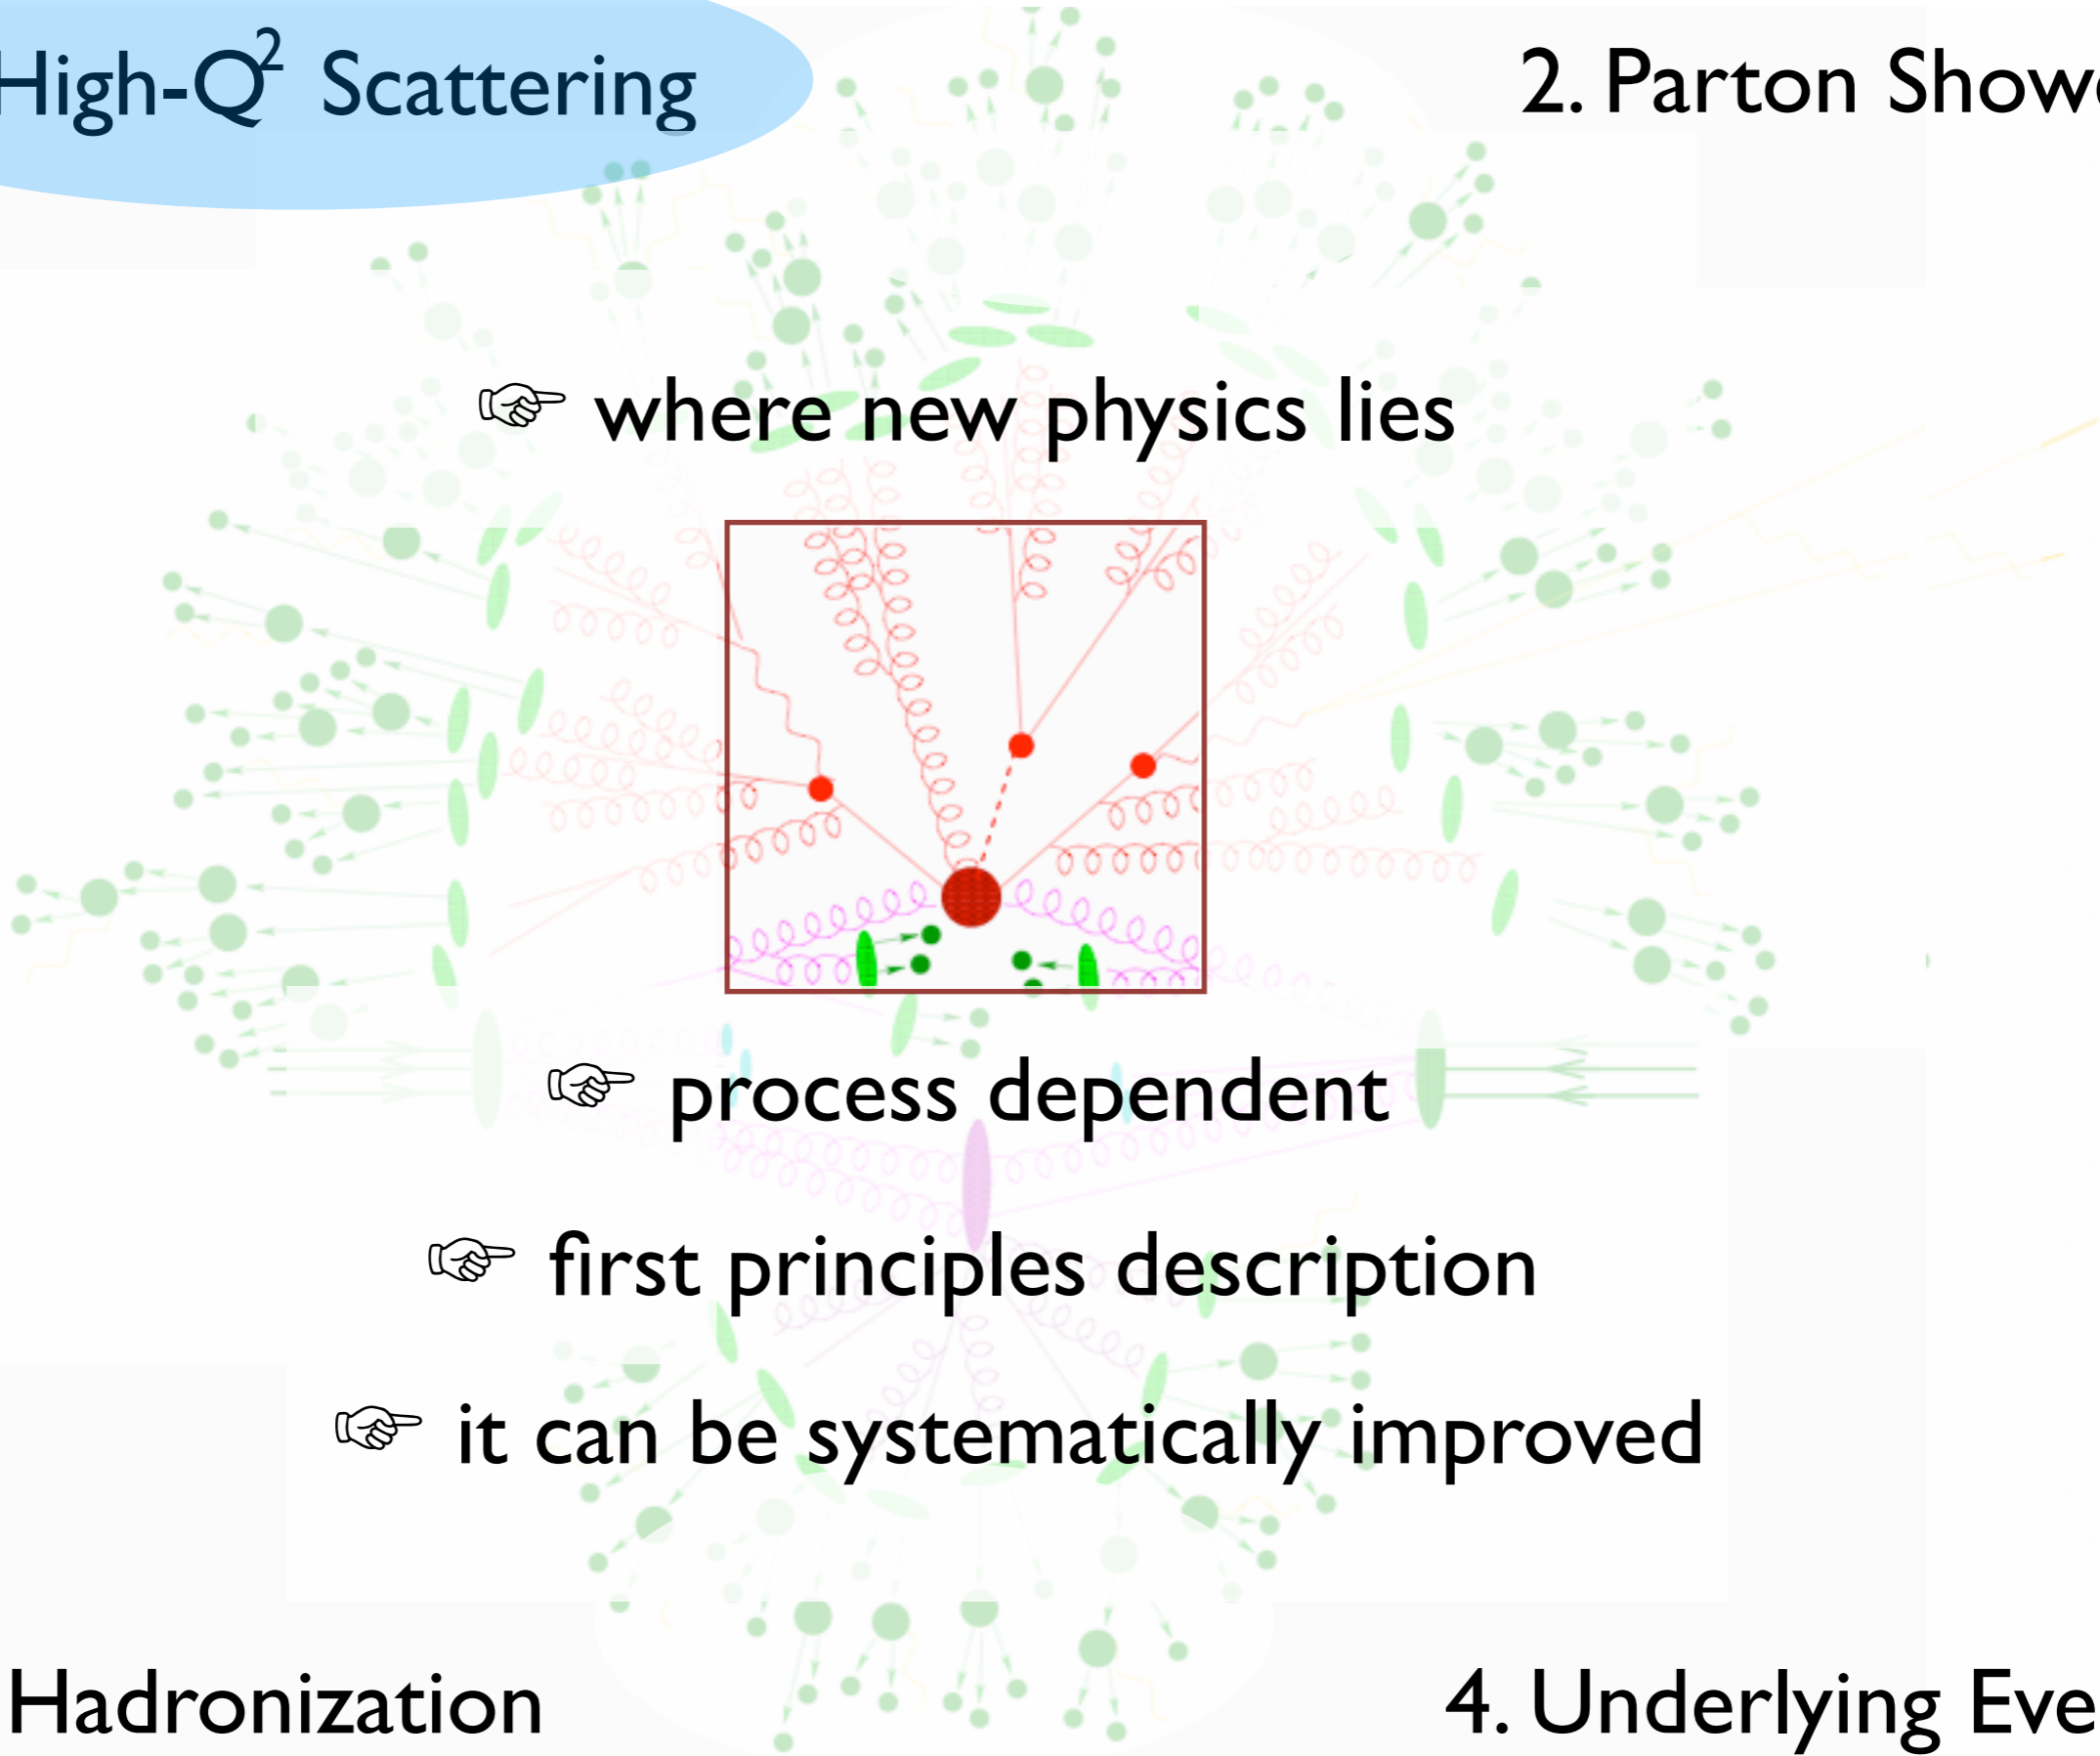 High-Q² Scattering
2. Parton Show
☞ where new physics lies
☞ process dependent
☞ first principles description
☞ it can be systematically improved
Hadronization
4. Underlying Eve